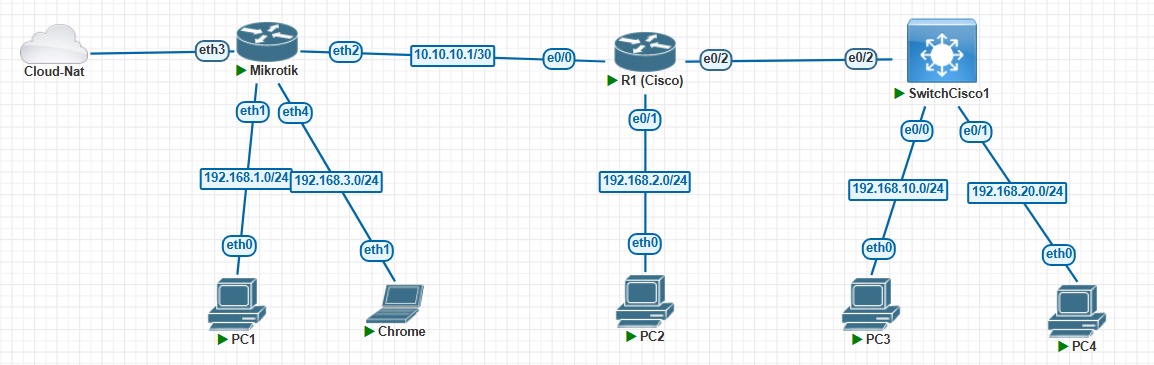 Cloud-Nat
eth3
Mikrotik
eth2
10.10.10.1/30
e0/0
R1 (Cisco)
e0/2
e0/2
SwitchCisco1
eth1
eth4
e0/1
e0/0
e0/1
192.168.1.0/24
192.168.3.0/24
192.168.2.0/24
192.168.10.0/24
192.168.20.0/24
eth0
eth1
eth0
eth0
eth0
PC1
Chrome
PC2
PC3
PC4